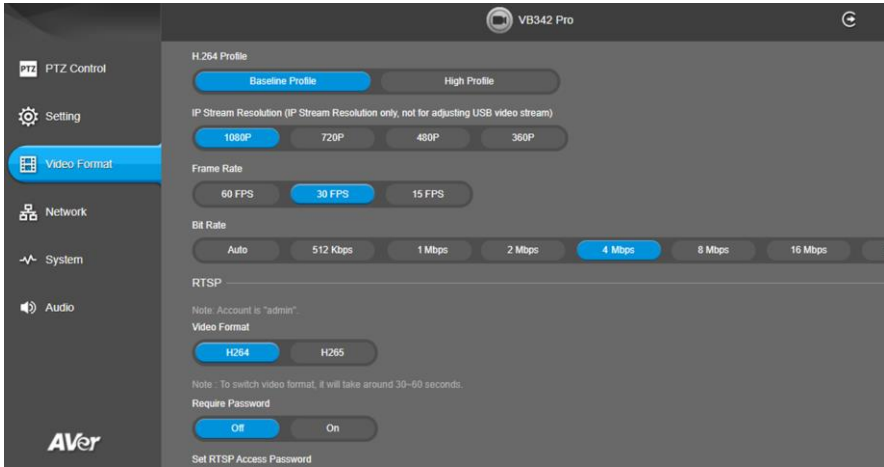 VB342 Pro
PTZ PTZ Control
Setting
Video Format
Network
System
Audio
AVer
H.264 Profile
Baseline Profile High Profile
IP Stream Resolution (IP Stream Resolution only, not for adjusting USB video stream)
1080P 720P 480P 360P
Frame Rate
60 FPS 30 FPS 15 FPS
Bit Rate
Auto 512 Kbps 1 Mbps 2 Mbps 4 Mbps 8 Mbps 16 Mbps
RTSP
Note: Account is "admin".
Video Format
H264 H265
Note : To switch video format, it will take around 30~60 seconds.
Require Password
Off On
Set RTSP Access Password